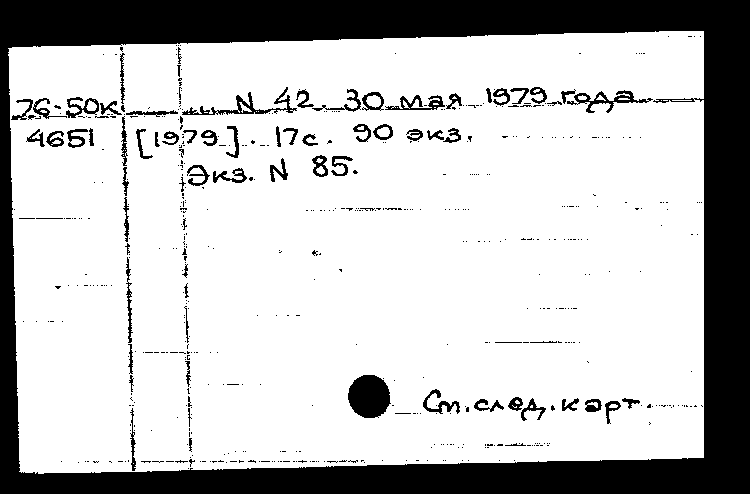 76-50к ... N 42. 30 мая 1979 года
4651 [1979]. 17с. 90 экз.
Экз. N 85.
См.след.карт.